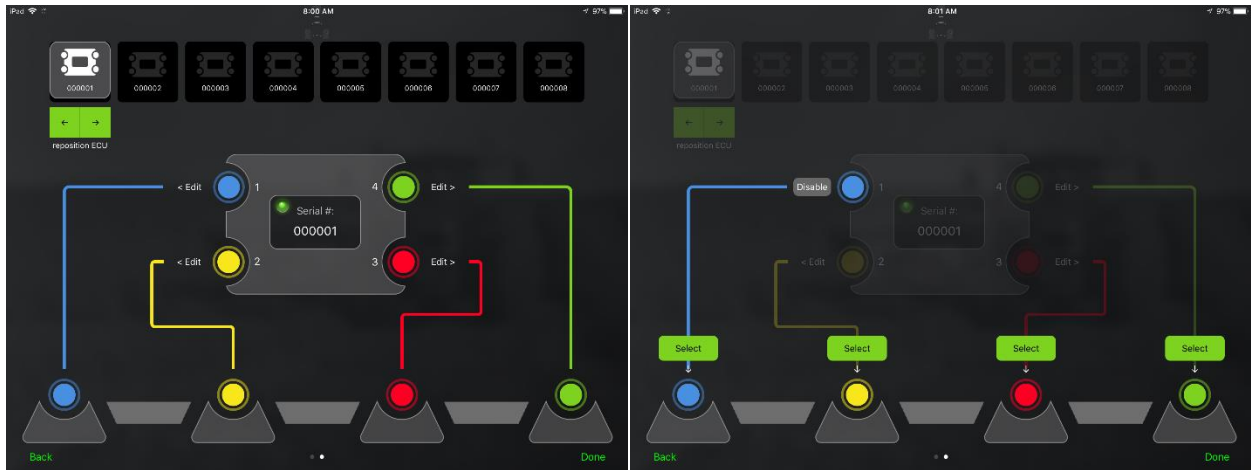 iPad 8:00 AM 97%
000001 000002 000003 000004 000005 000006 000007 000008
← →
reposition ECU
< Edit 1 4 Edit >
Serial #:
000001
< Edit 2 3 Edit >
Back Done
iPad 8:01 AM 97%
000001 000002 000003 000004 000005 000006 000007 000008
← →
reposition ECU
Disable 1 4 Edit >
Serial #:
000001
< Edit 2 3 Edit >
Select Select Select Select
Back Done